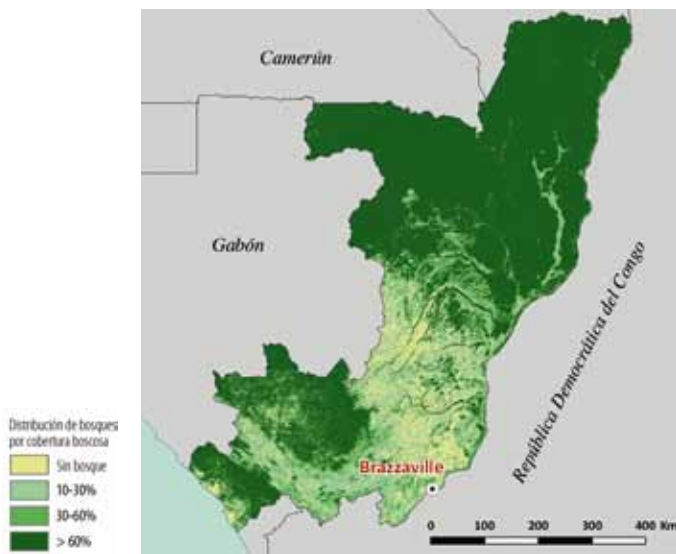 Camerún
Gabón
República Democrática del Congo
Distribución de bosques
por cobertura boscosa
Sin bosque
10-30%
30-60%
> 60%
Brazzaville
0 100 200 300 400 Km